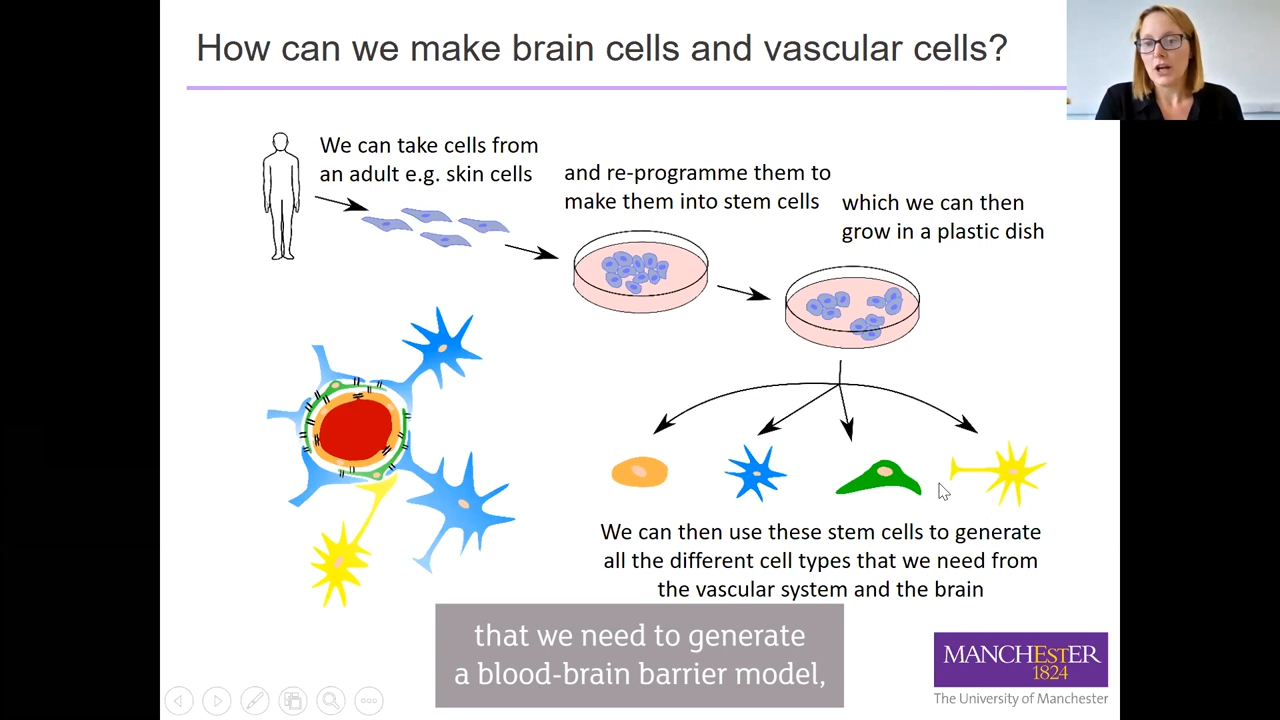 How can we make brain cells and vascular cells?
We can take cells from
an adult e.g. skin cells
and re-programme them to
make them into stem cells
which we can then
grow in a plastic dish
We can then use these stem cells to generate
all the different cell types that we need from
the vascular system and the brain
that we need to generate
a blood-brain barrier model,
MANCHESTER
1824
The University of Manchester